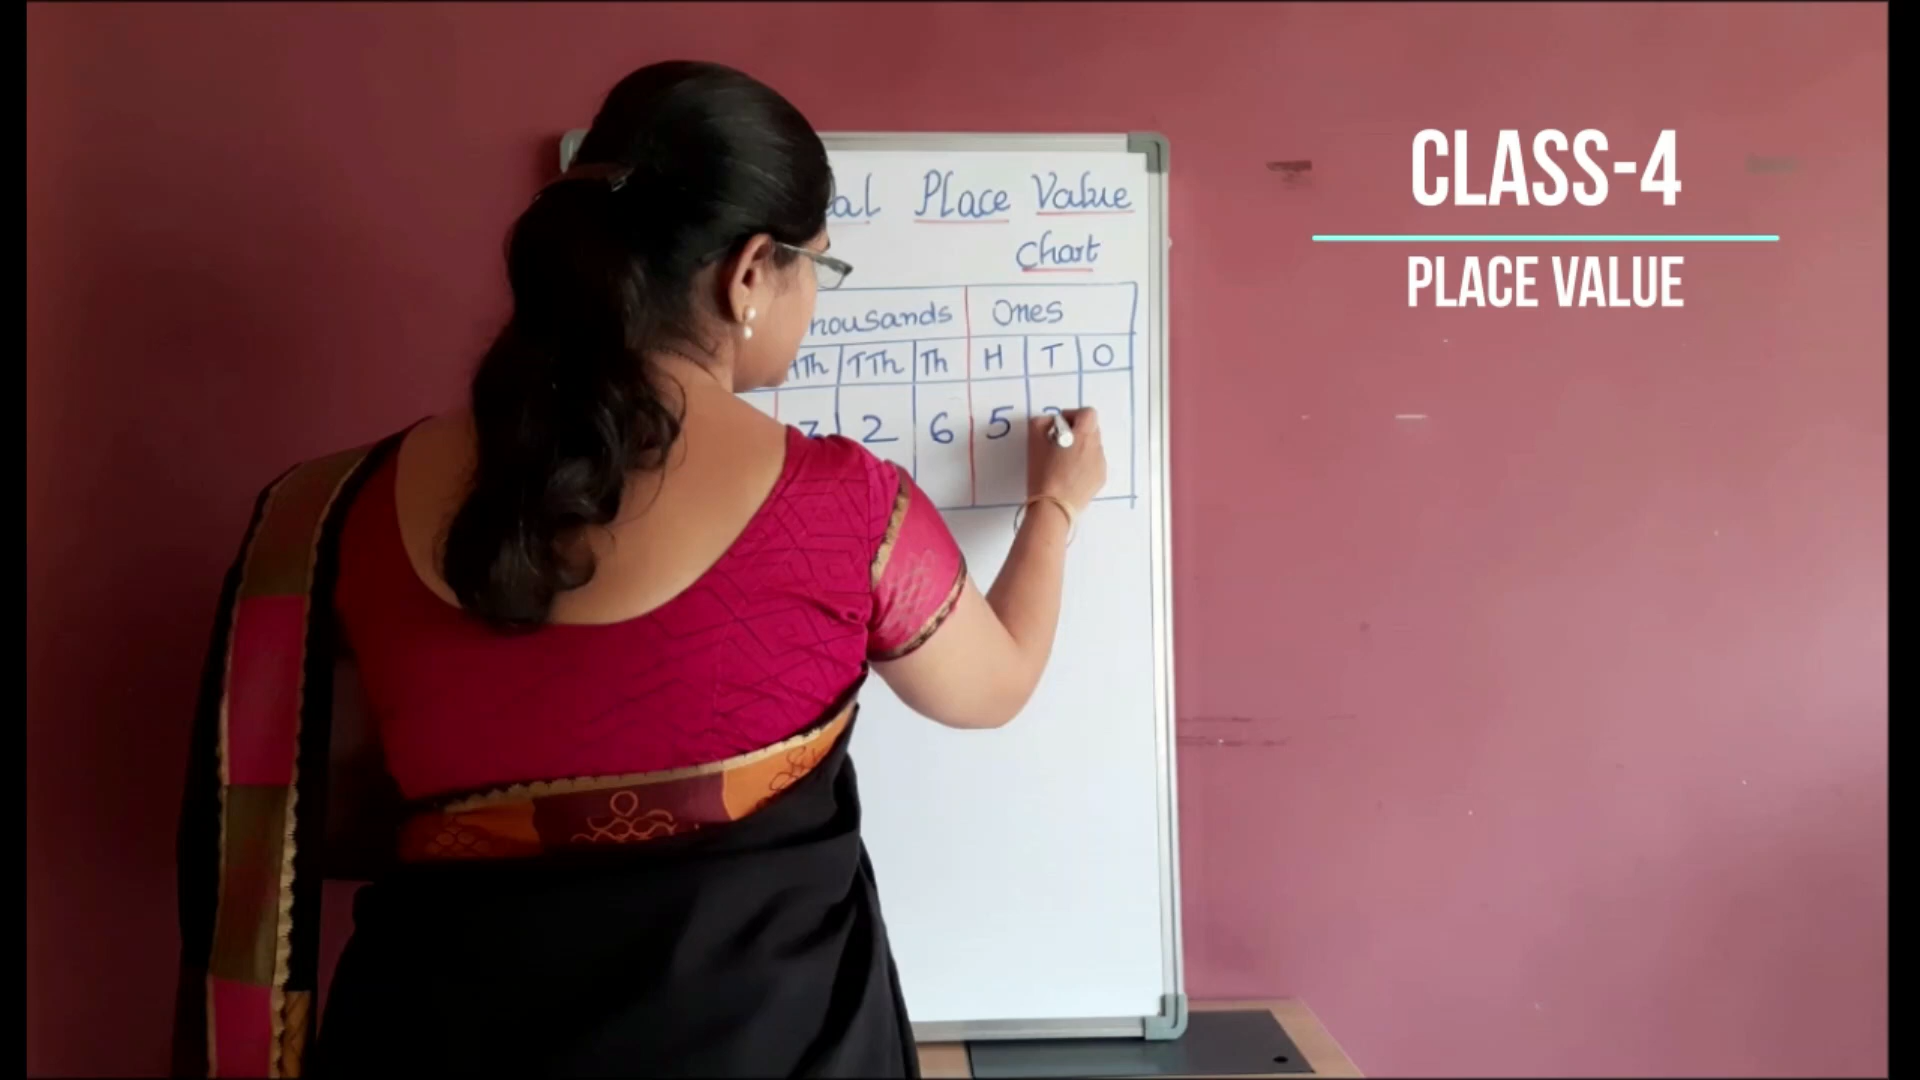 CLASS-4
PLACE VALUE
Place Value
Chart
Ones
TTh Th H T O
2 6 5